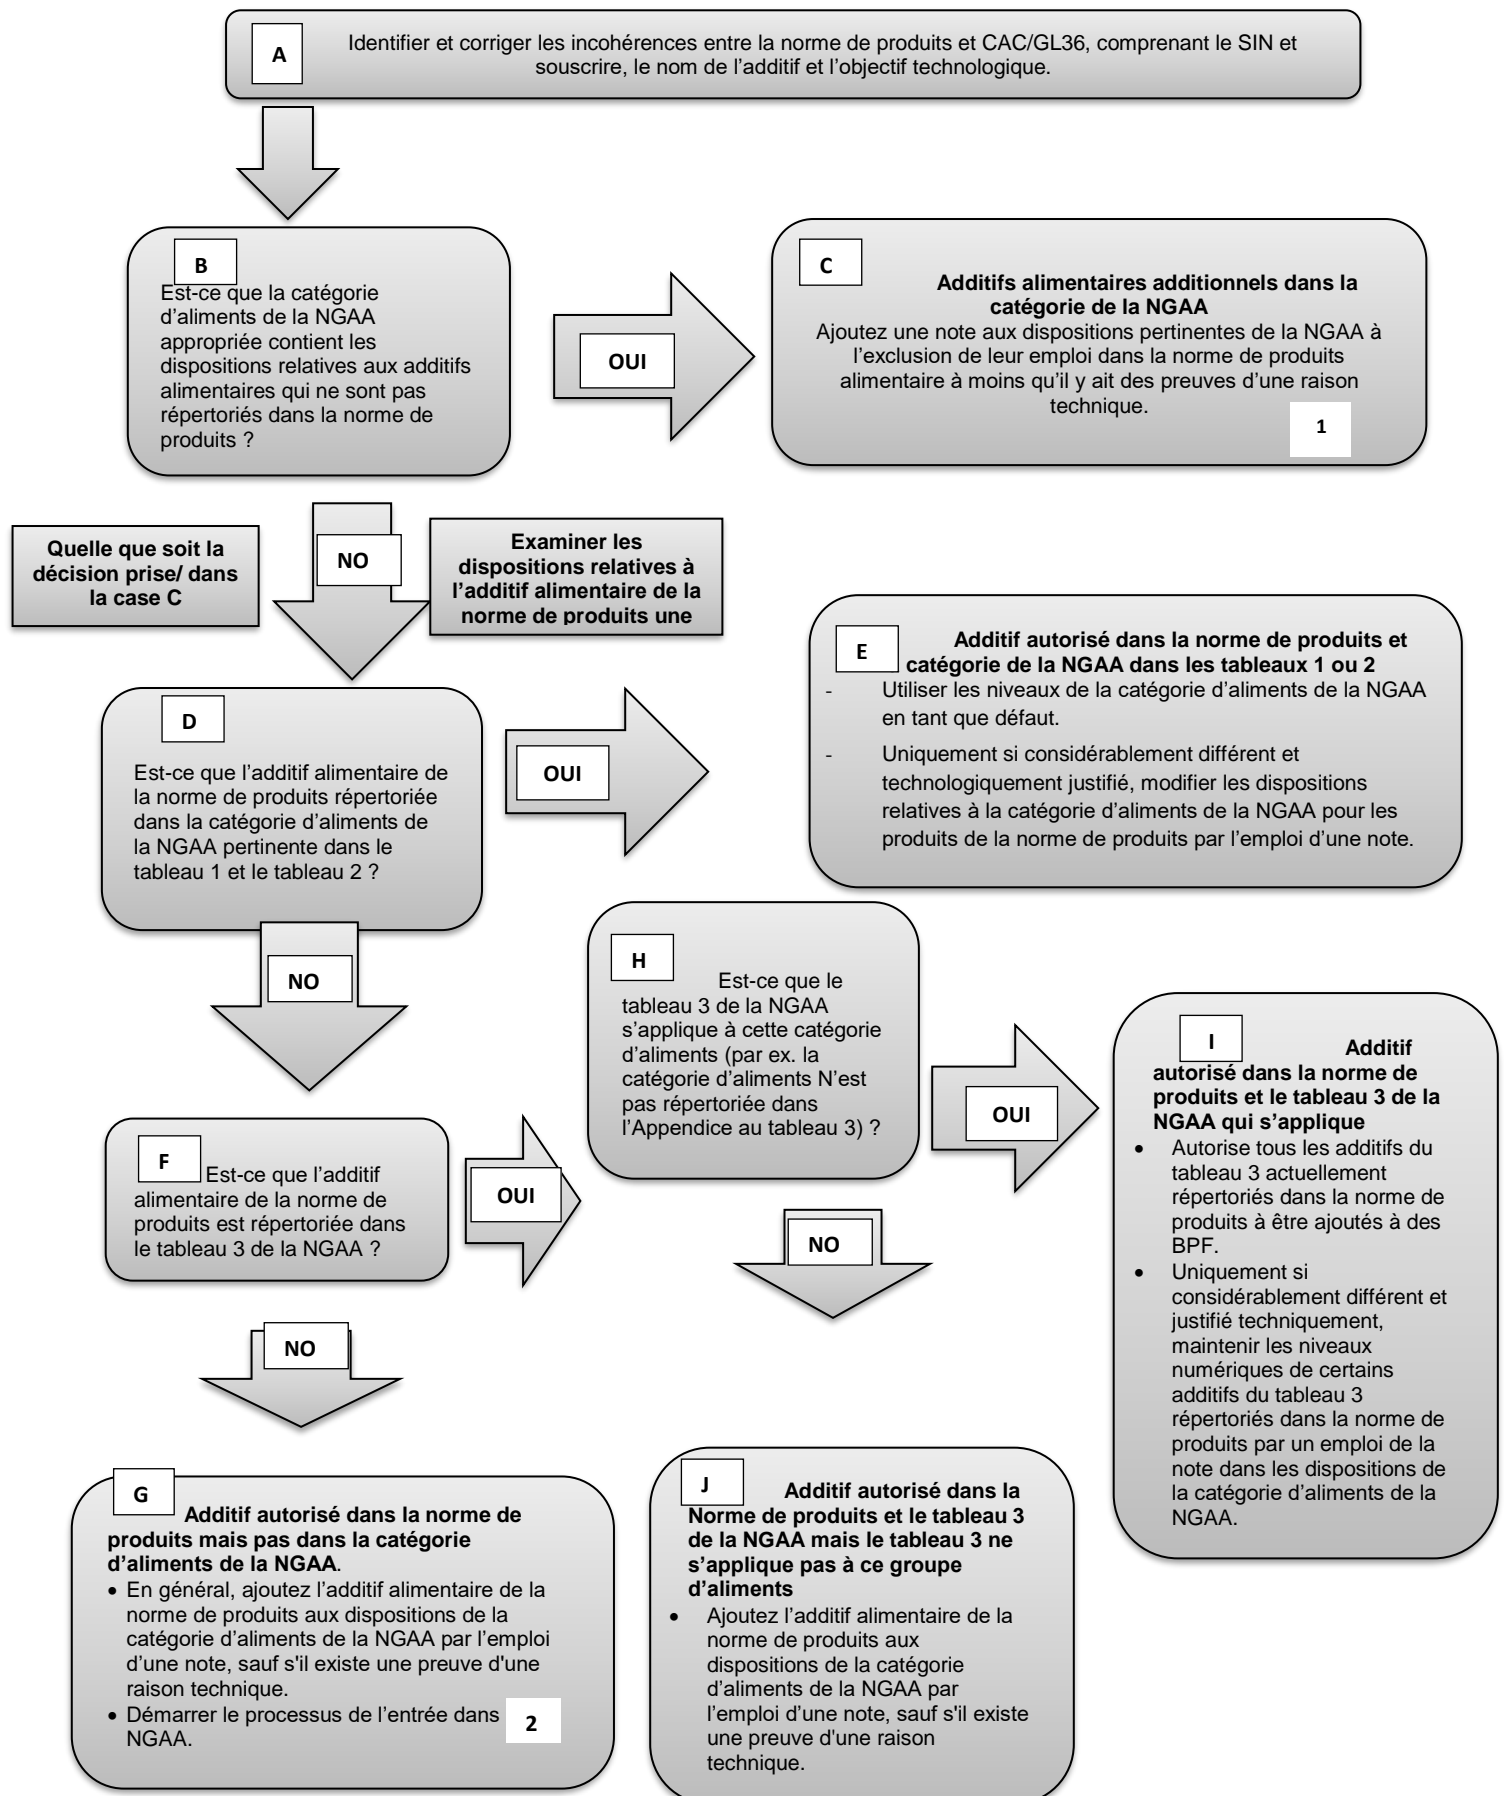 A
Identifier et corriger les incohérences entre la norme de produits et CAC/GL36, comprenant le SIN et
souscrire, le nom de l’additif et l’objectif technologique.
B
Est-ce que la catégorie
d’aliments de la NGAA
appropriée contient les
dispositions relatives aux additifs
alimentaires qui ne sont pas
répertoriés dans la norme de
produits ?
OUI
C
Additifs alimentaires additionnels dans la
catégorie de la NGAA
Ajoutez une note aux dispositions pertinentes de la NGAA à
l’exclusion de leur emploi dans la norme de produits
alimentaire à moins qu’il y ait des preuves d’une raison
technique.
1
Quelle que soit la
décision prise/ dans
la case C
NO
Examiner les
dispositions relatives à
l’additif alimentaire de la
norme de produits une
D
Est-ce que l’additif alimentaire de
la norme de produits répertoriée
dans la catégorie d’aliments de
la NGAA pertinente dans le
tableau 1 et le tableau 2 ?
OUI
E
Additif autorisé dans la norme de produits et
catégorie de la NGAA dans les tableaux 1 ou 2
- Utiliser les niveaux de la catégorie d’aliments de la NGAA
en tant que défaut.
- Uniquement si considérablement différent et
technologiquement justifié, modifier les dispositions
relatives à la catégorie d’aliments de la NGAA pour les
produits de la norme de produits par l’emploi d’une note.
NO
F
Est-ce que l’additif
alimentaire de la norme de
produits est répertoriée dans
le tableau 3 de la NGAA ?
OUI
H
Est-ce que le
tableau 3 de la NGAA
s’applique à cette catégorie
d’aliments (par ex. la
catégorie d’aliments N’est
pas répertoriée dans
l’Appendice au tableau 3) ?
OUI
I
Additif
autorisé dans la norme de
produits et le tableau 3 de la
NGAA qui s’applique
• Autorise tous les additifs du
tableau 3 actuellement
répertoriés dans la norme de
produits à être ajoutés à des
BPF.
• Uniquement si
considérablement différent et
justifié techniquement,
maintenir les niveaux
numériques de certains
additifs du tableau 3
répertoriés dans la norme de
produits par un emploi de la
note dans les dispositions de
la catégorie d’aliments de la
NGAA.
NO
NO
G
Additif autorisé dans la norme de
produits mais pas dans la catégorie
d’aliments de la NGAA.
• En général, ajoutez l’additif alimentaire de la
norme de produits aux dispositions de la
catégorie d’aliments de la NGAA par l’emploi
d’une note, sauf s'il existe une preuve d'une
raison technique.
• Démarrer le processus de l’entrée dans
NGAA.
2
J
Additif autorisé dans la
Norme de produits et le tableau 3
de la NGAA mais le tableau 3 ne
s’applique pas à ce groupe
d’aliments
• Ajoutez l’additif alimentaire de la
norme de produits aux
dispositions de la catégorie
d’aliments de la NGAA par
l’emploi d’une note, sauf s'il existe
une preuve d'une raison
technique.